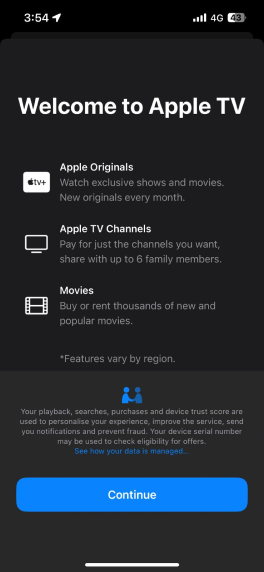 3:54
4G 43
Welcome to Apple TV
Apple Originals
tv+
Watch exclusive shows and movies.
New originals every month.
Apple TV Channels
Pay for just the channels you want,
share with up to 6 family members.
Movies
Buy or rent thousands of new and
popular movies.
*Features vary by region.
Your playback, searches, purchases and device trust score are
used to personalise your experience, improve the service, send
you notifications and prevent fraud. Your device serial number
may be used to check eligibility for offers.
See how your data is managed...
Continue